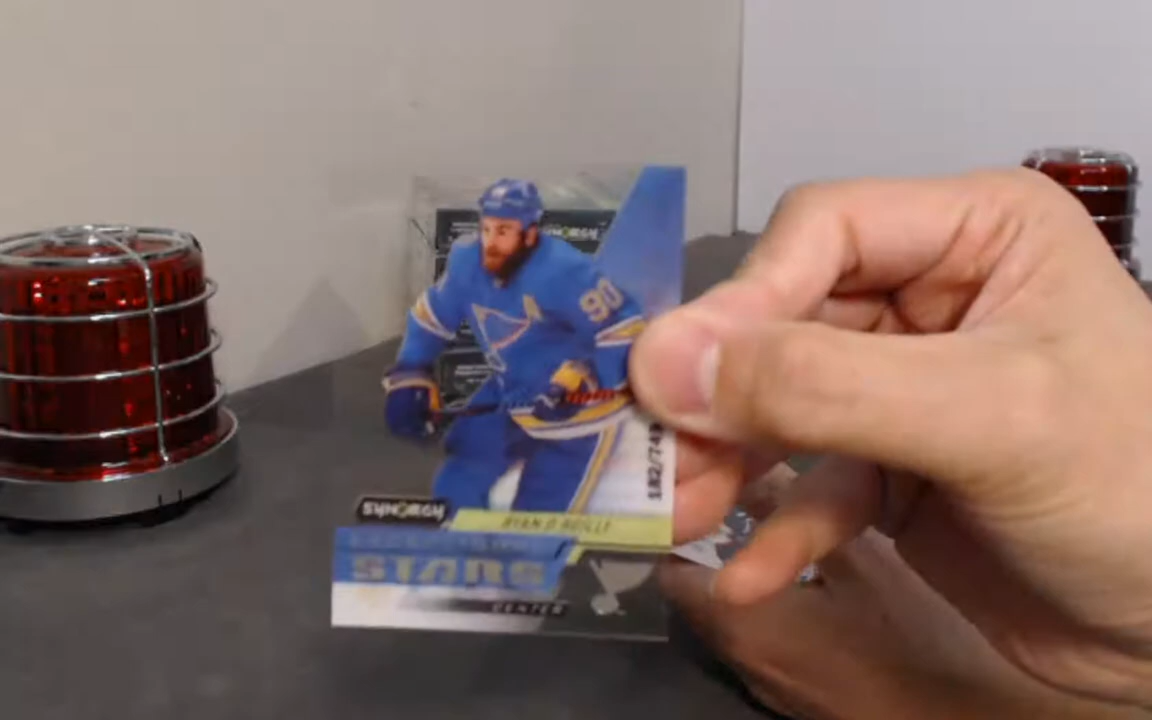 SYNERGY
A
90
182/749
SYNERGY
RYAN O'REILLY
STARS
CENTER